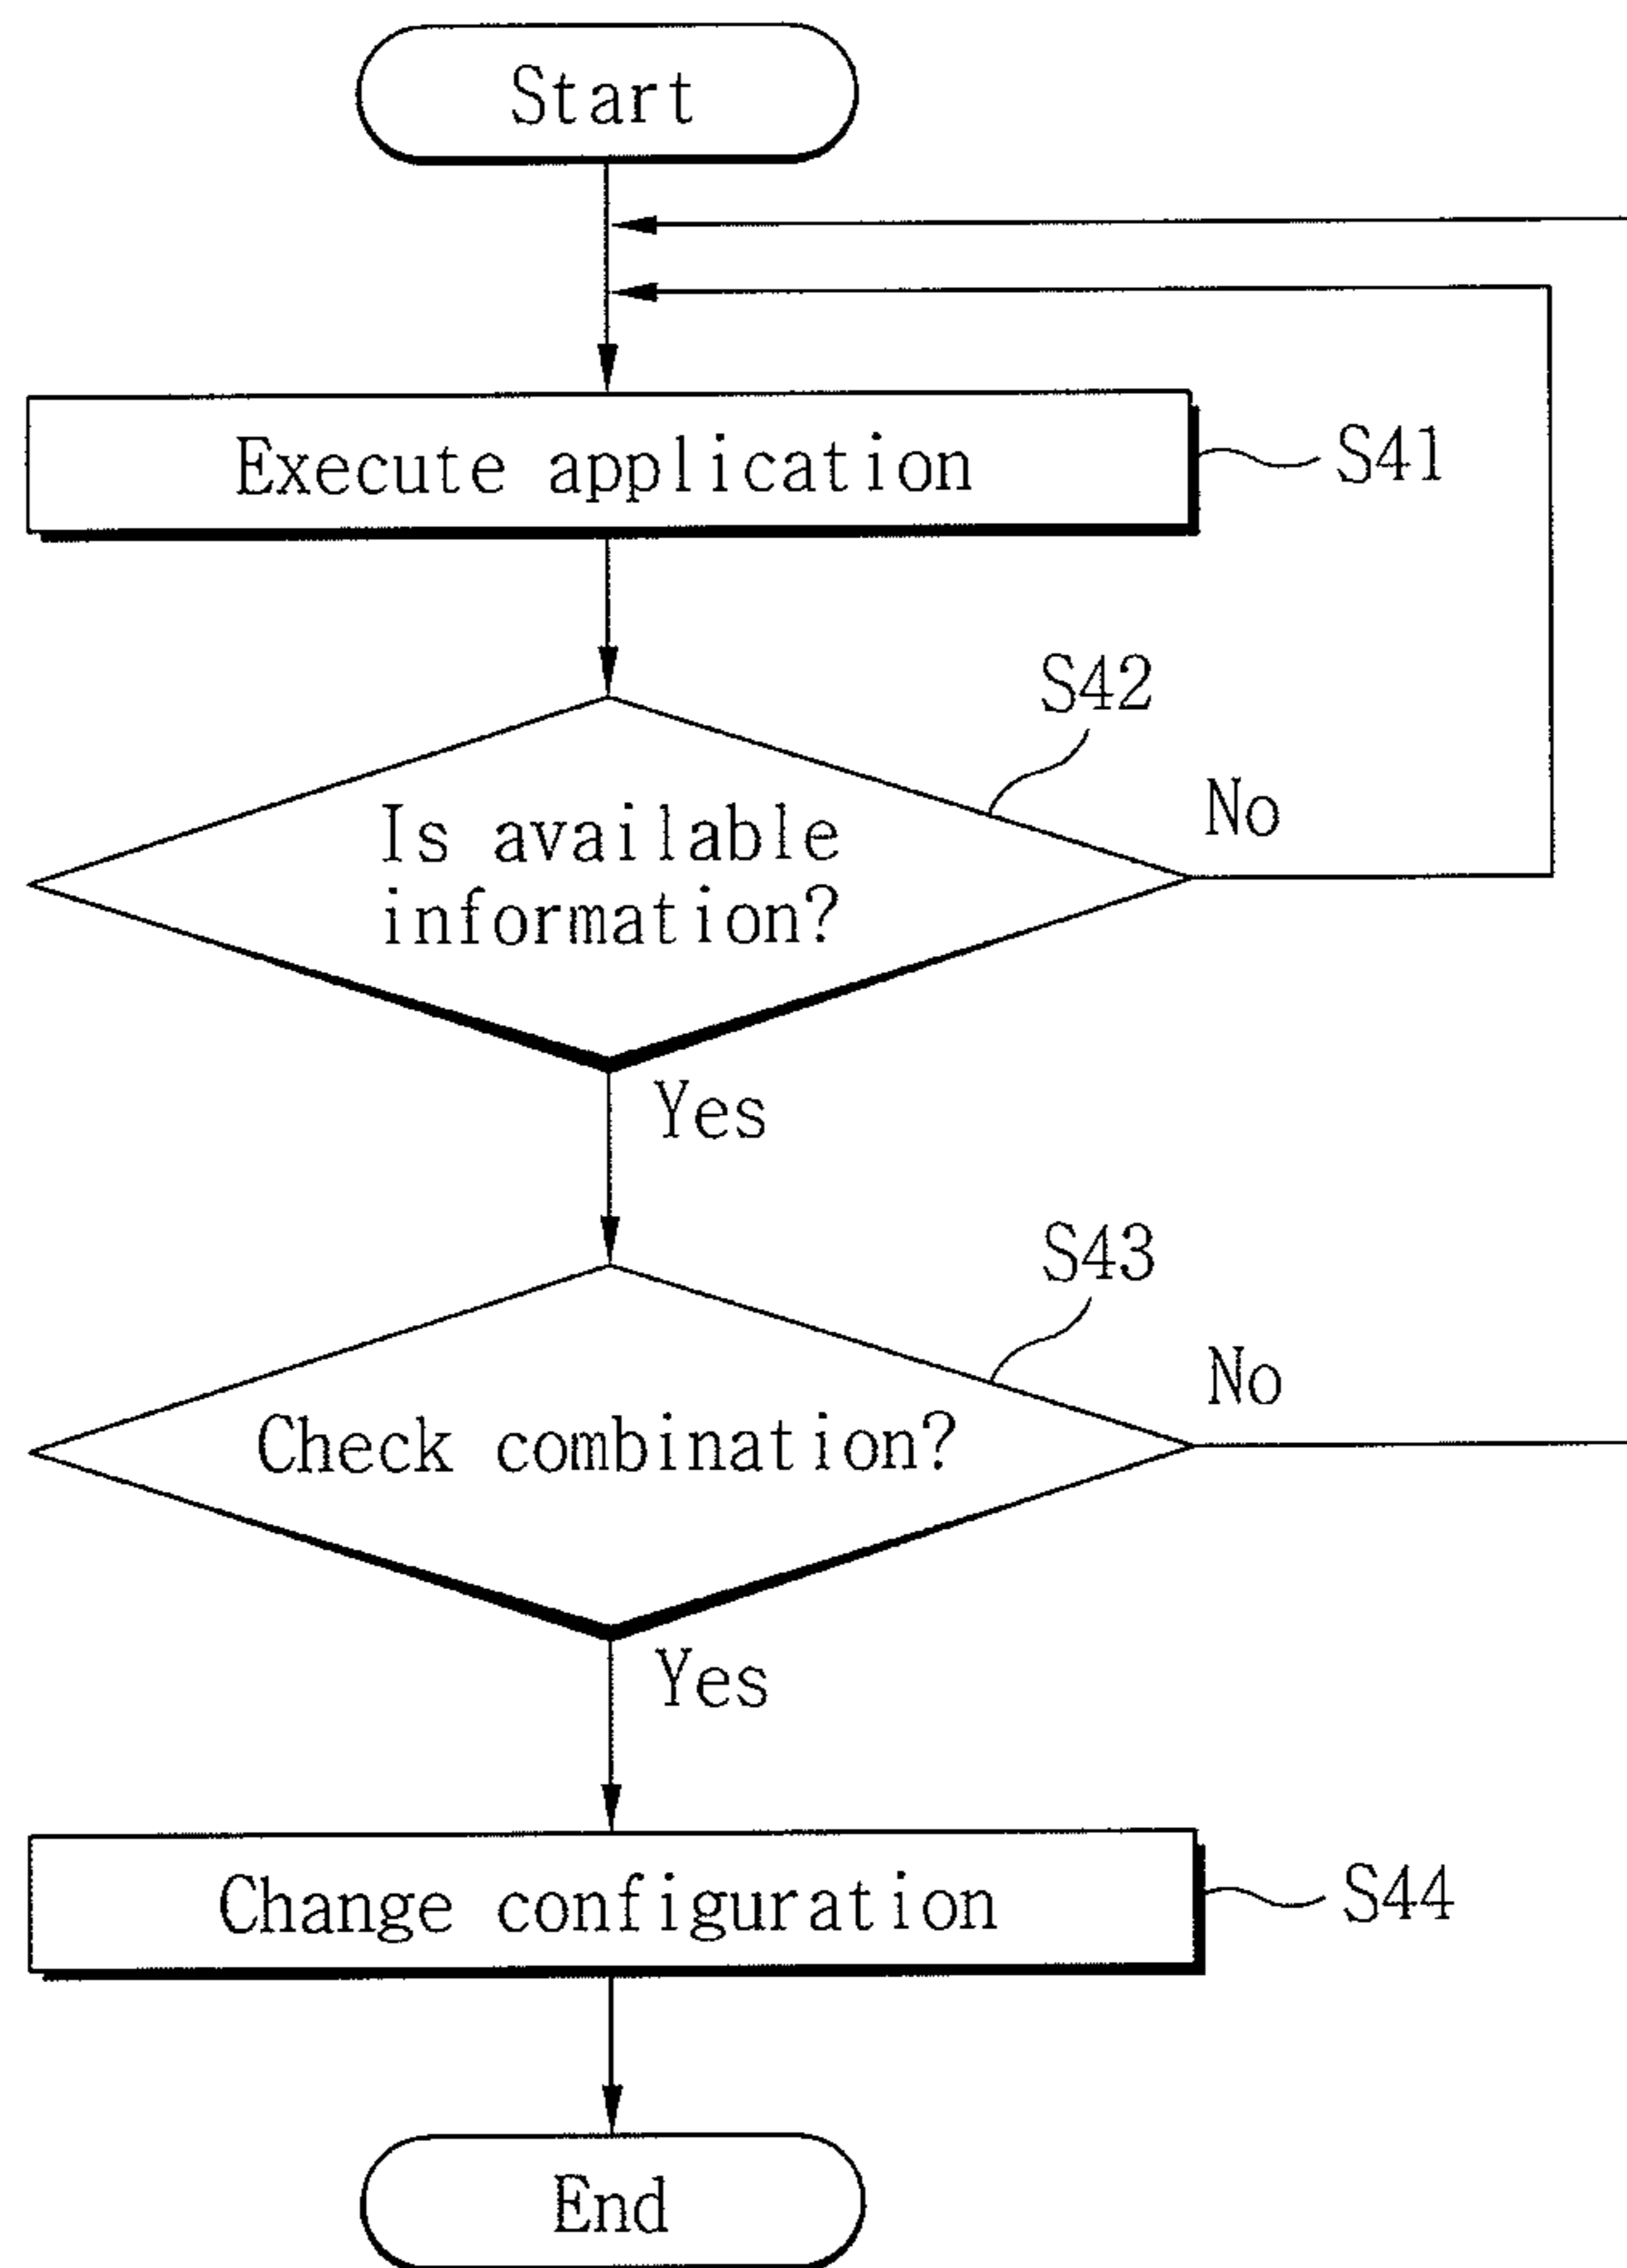 Start
Execute application
S41
S42
No
Is available
information?
Yes
S43
No
Check combination?
Yes
Change configuration
S44
End